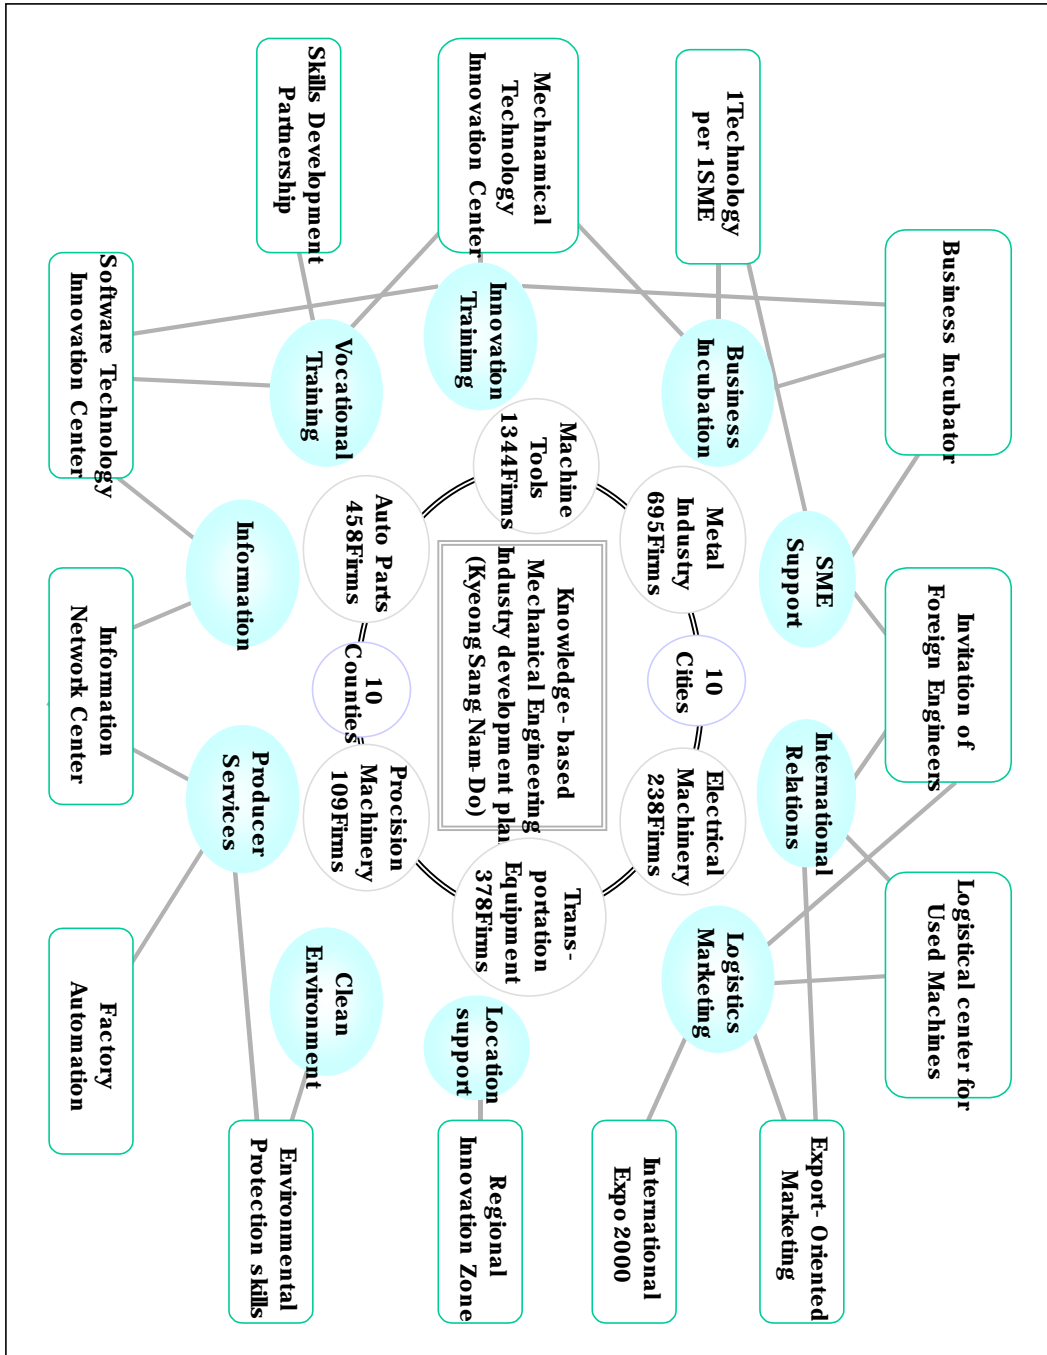 Business Incubator
Invitation of
Foreign Engineers
Logistical center for
Used Machines
1Technology
per 1SME
SME
Support
International
Relations
Export- Oriented
Marketing
Business
Incubation
Logistics
Marketing
International
Expo 2000
Mechnamical
Technology
Innovation Center
Innovation
Trainimg
Metal
Industry
695Firms
10
Cities
Electrical
Machinery
238Firms
Machine
Tools
1344Firms
Knowledge- based
Mechanical Engineering
Industry development plan
(Kyeong Sang Nam- Do)
Trans-
portation
Equipment
378Firms
Location
support
Regional
Innovation Zone
Skills Development
Partnership
Vocational
Training
Auto Parts
458Firms
10
Counties
Procision
Machinery
109Firms
Clean
Environment
Environmental
Protection skills
Information
Producer
Services
Software Technology
Innovation Center
Information
Network Center
Factory
Automation